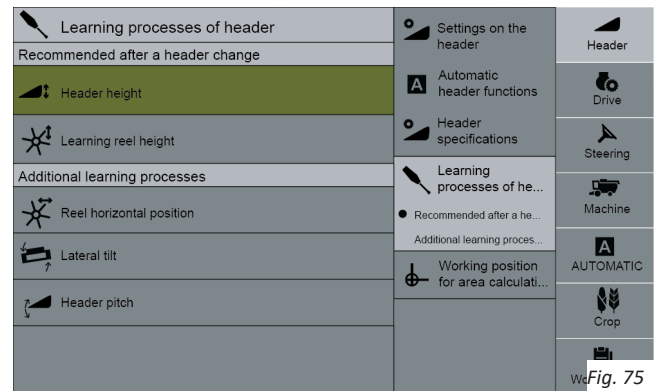 Learning processes of header
Recommended after a header change
Header height
Learning reel height
Additional learning processes
Reel horizontal position
Lateral tilt
Header pitch
Settings on the
header
A
Automatic
header functions
Header
specifications
Learning
processes of he...
Recommended after a he...
Additional learning proces...
Working position
for area calculati...
Header
Drive
Steering
Machine
A
AUTOMATIC
Crop
Fig. 75